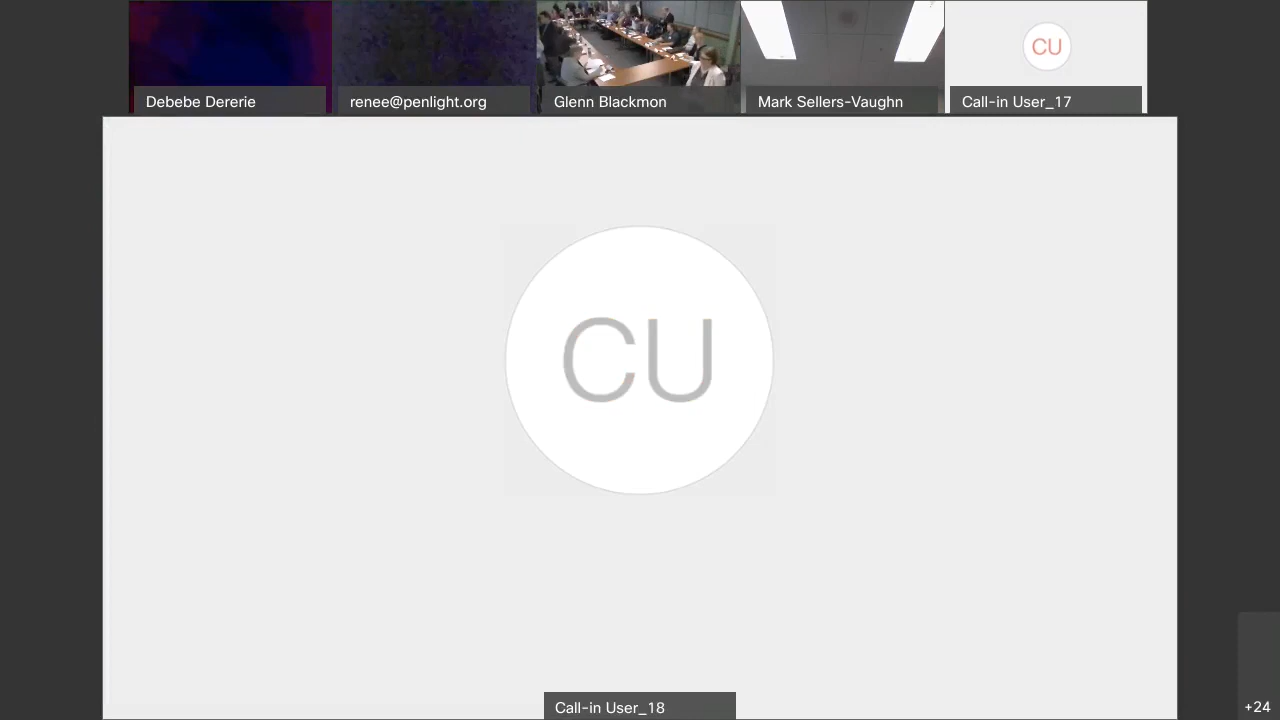 Debebe Dererie
renee@penlight.org
Glenn Blackmon
Mark Sellers-Vaughn
CU
Call-in User_17
CU
Call-in User_18
+24